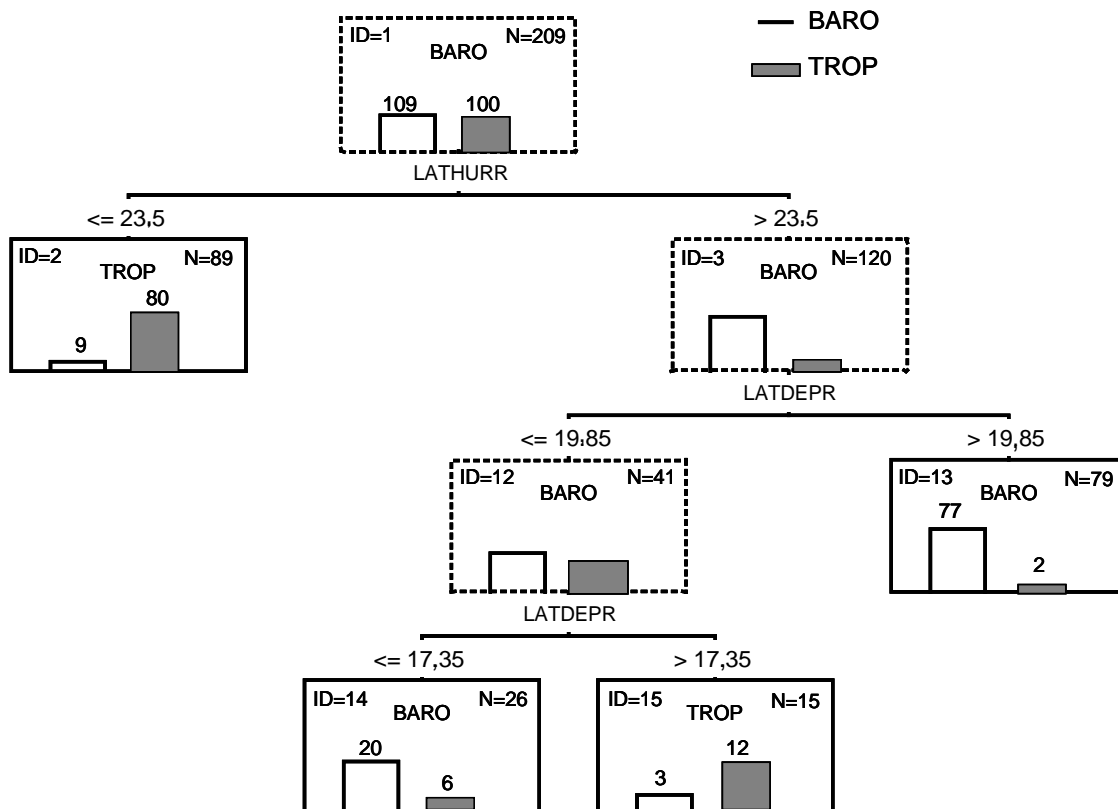 ID=1 N=209
BARO
109 100
BARO
TROP
LATHURR
<= 23,5
> 23,5
ID=2 N=89
TROP
80
9
ID=3 N=120
BARO
LATDEPR
<= 19,85
> 19,85
ID=12 N=41
BARO
ID=13 N=79
BARO
77
2
LATDEPR
<= 17,35
> 17,35
ID=14 N=26
BARO
20
6
ID=15 N=15
TROP
12
3